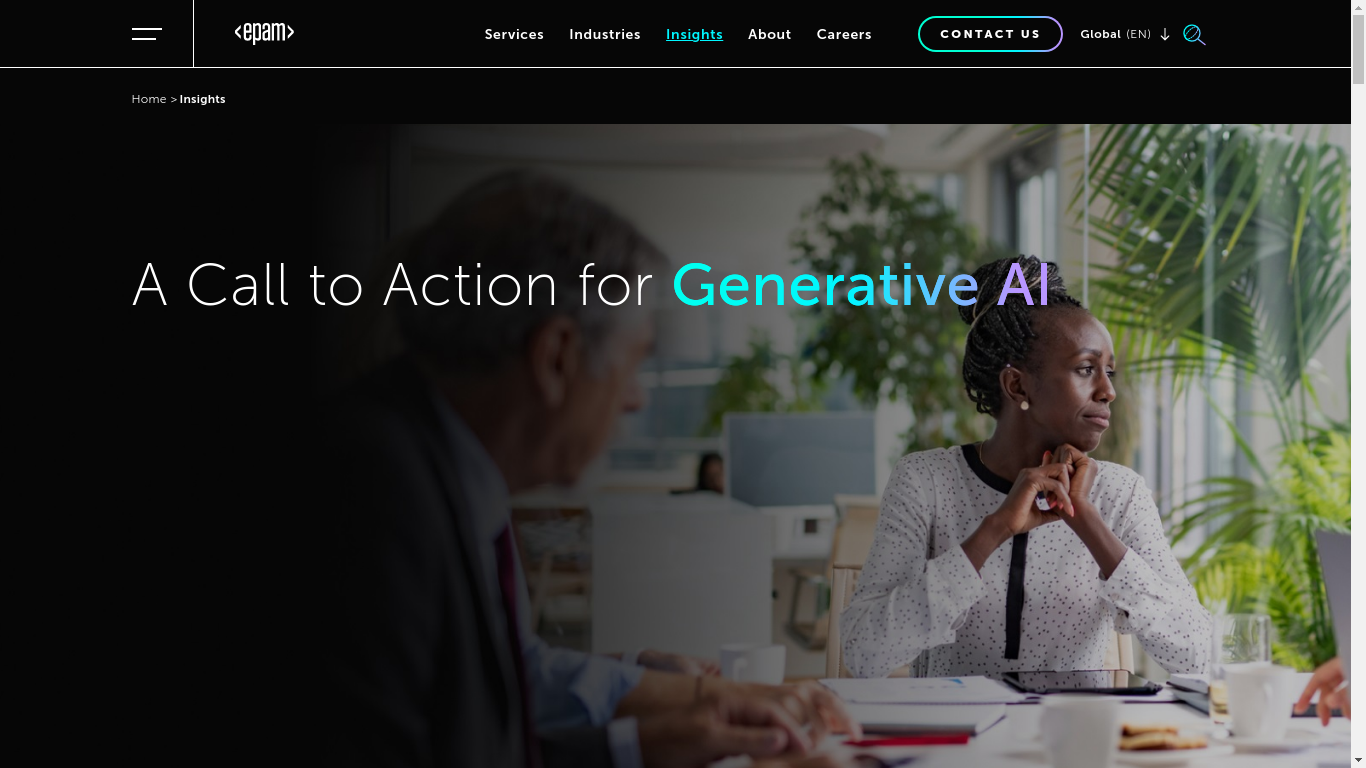 <epam>
Services Industries Insights About Careers CONTACT US Global (EN)
Home > Insights
A Call to Action for Generative AI